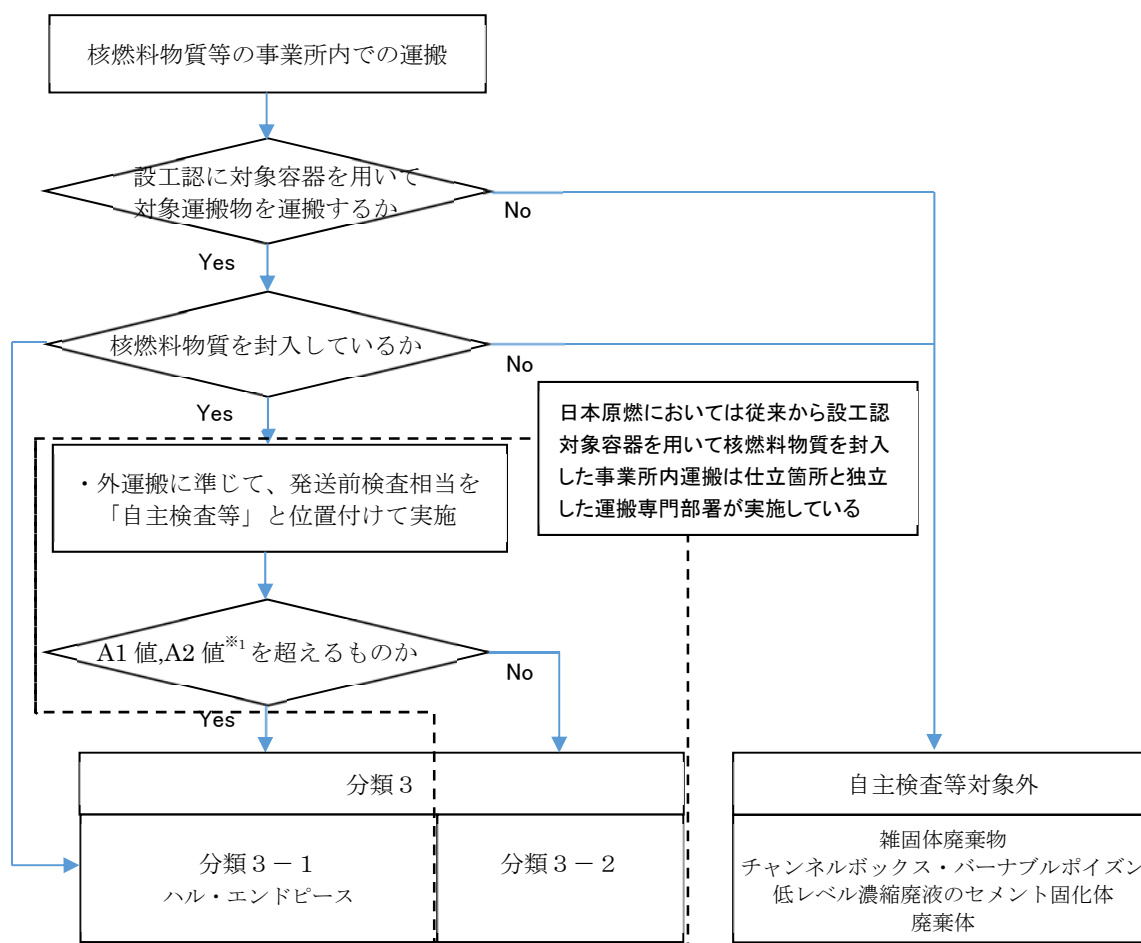 核燃料物質等の事業所内での運搬
設工認に対象容器を用いて
対象運搬物を運搬するか
No
Yes
核燃料物質を封入しているか
No
Yes
日本原燃においては従来から設工認
対象容器を用いて核燃料物質を封入
した事業所内運搬は仕立箇所と独立
した運搬専門部署が実施している
・外運搬に準じて、発送前検査相当を
「自主検査等」と位置付けて実施
A1 値,A2 値※1 を超えるものか
No
Yes
分類３
分類３－１
ハル・エンドピース
分類３－２
自主検査等対象外
雑固体廃棄物
チャンネルボックス・バーナブルポイズン
低レベル濃縮廃液のセメント固化体
廃棄体